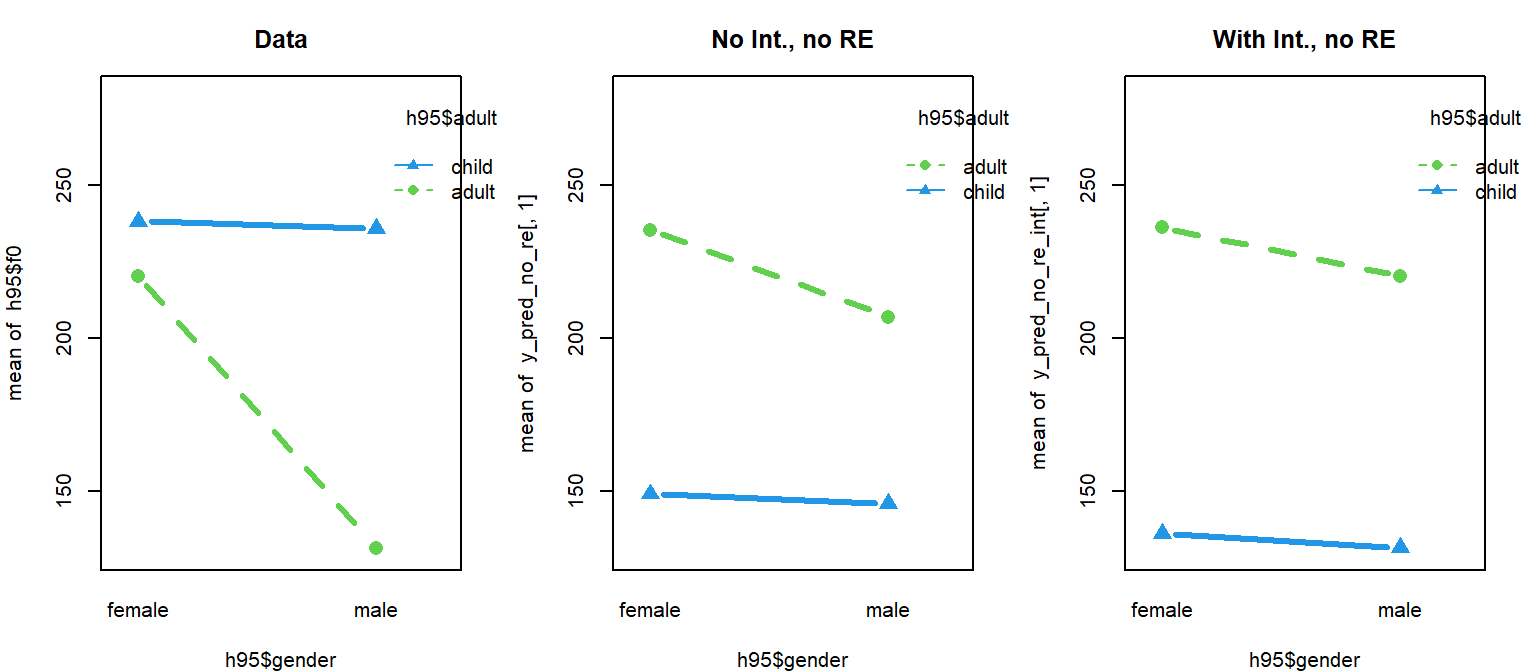 Data
h95$adult
child
adult
250
200
150
mean of  h95$f0
female
male
h95$gender
No Int., no RE
h95$adult
adult
child
250
200
150
mean of  y_pred_no_re[, 1]
female
male
h95$gender
With Int., no RE
h95$adult
adult
child
250
200
150
mean of  y_pred_no_re_int[, 1]
female
male
h95$gender